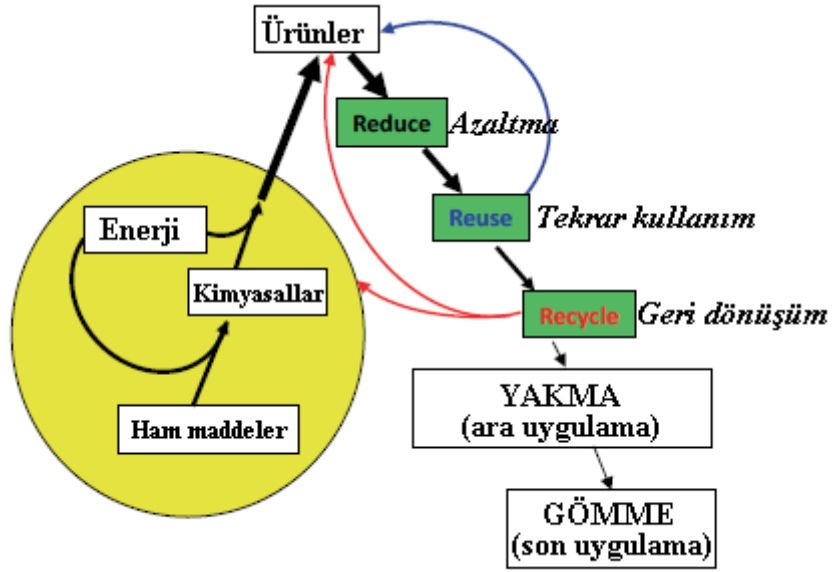 Ürünler
Reduce Azaltma
Enerji
Reuse Tekrar kullanım
Kimyasallar
Recycle Geri dönüşüm
YAKMA
(ara uygulama)
Ham maddeler
GÖMME
(son uygulama)